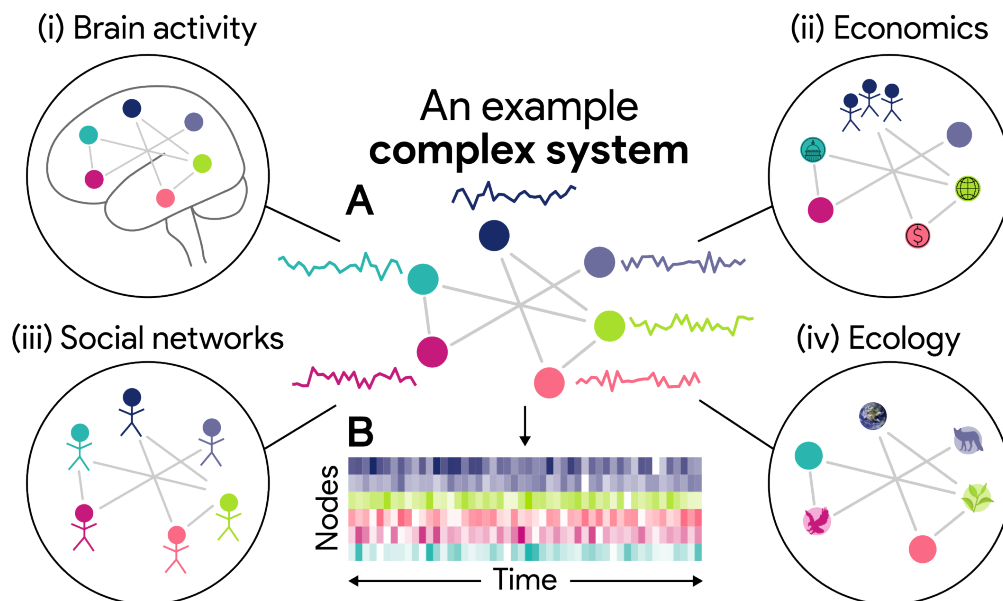 (i) Brain activity
(ii) Economics
An example
complex system
A
$
(iii) Social networks
(iv) Ecology
B
Nodes
Time